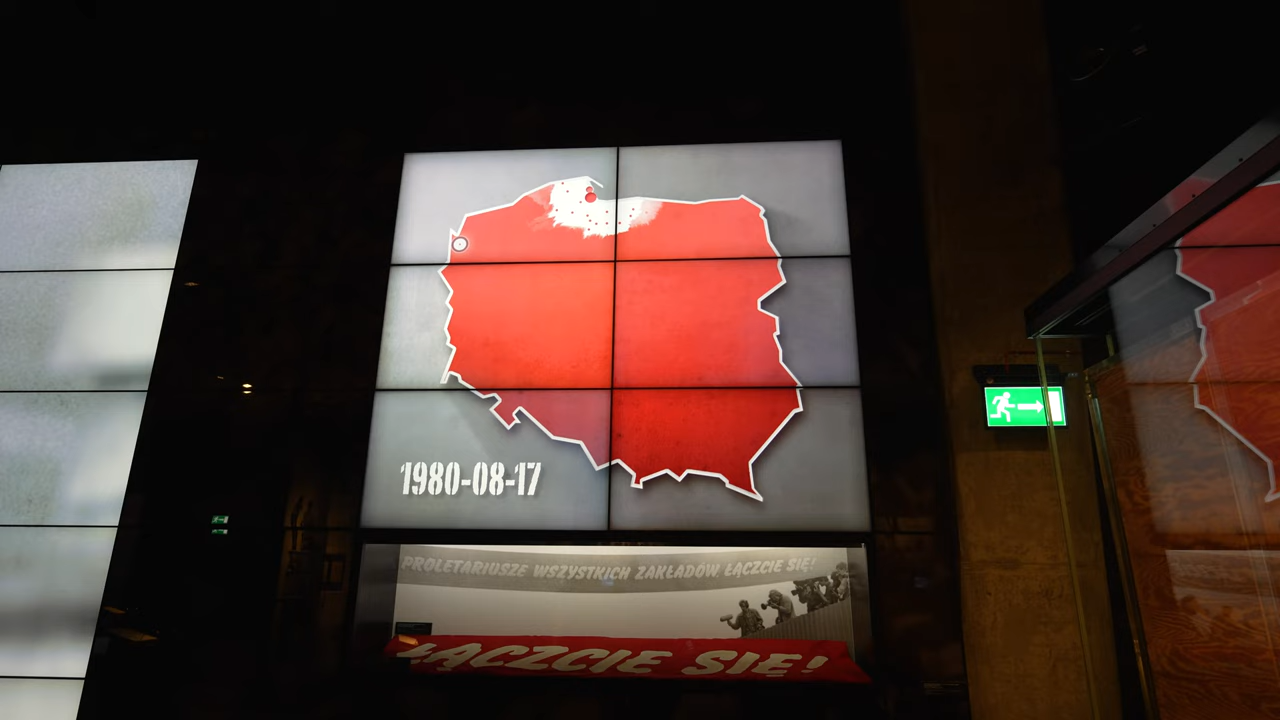 1980-08-17
PROLETARIUSZE WSZYSTKICH ZAKŁADÓW, ŁĄCZCIE SIĘ!
ŁĄCZCIE SIĘ!